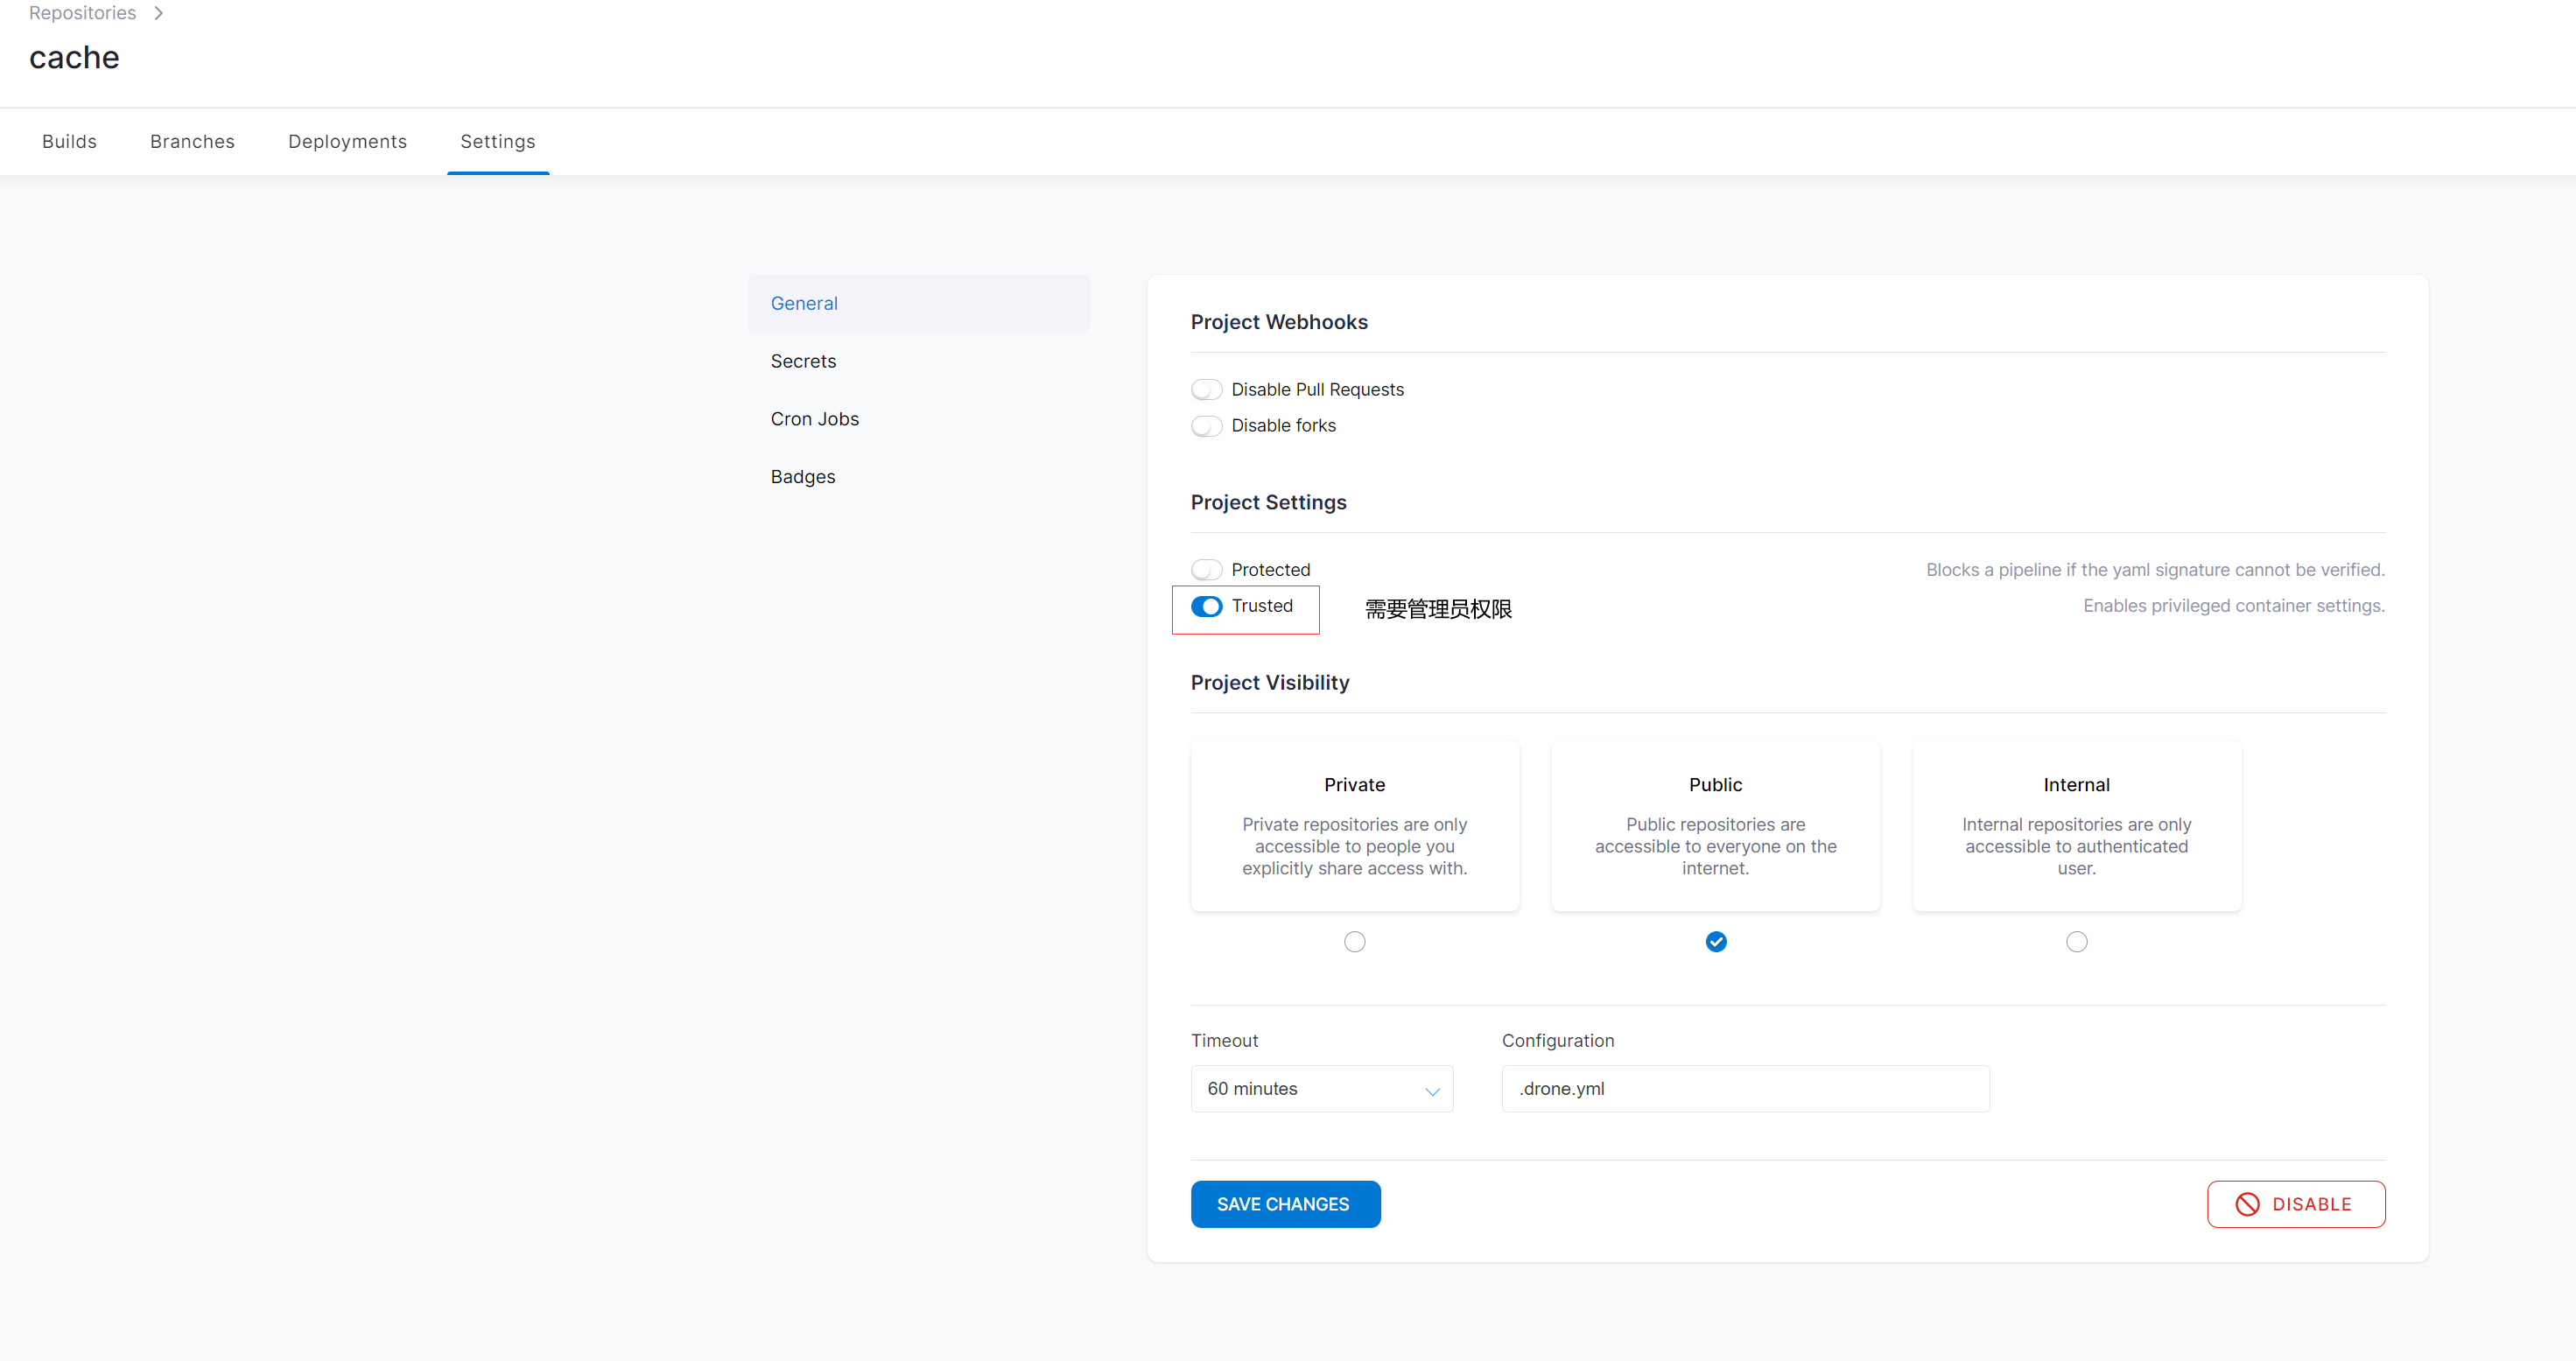 Repositories
cache
Builds
Branches
Deployments
Settings
General
Secrets
Cron Jobs
Badges
Project Webhooks
Disable Pull Requests
Disable forks
Project Settings
Protected
Blocks a pipeline if the yaml signature cannot be verified.
Trusted
需要管理员权限
Enables privileged container settings.
Project Visibility
Private
Private repositories are only
accessible to people you
explicitly share access with.
Public
Public repositories are
accessible to everyone on the
internet.
Internal
Internal repositories are only
accessible to authenticated
user.
Timeout
60 minutes
Configuration
.drone.yml
SAVE CHANGES
DISABLE